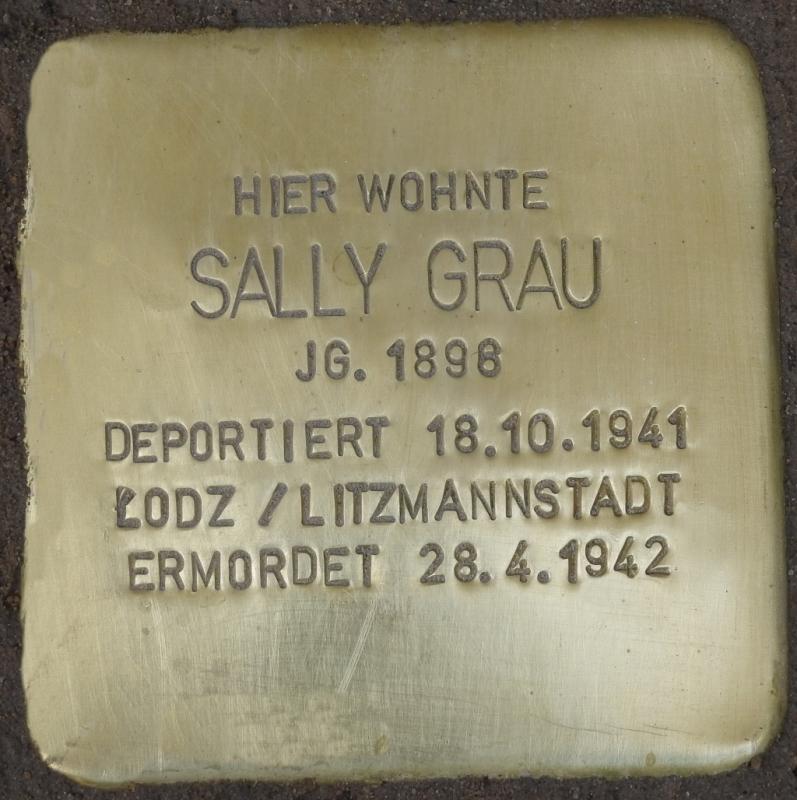 HIER WOHNTE
SALLY GRAU
JG. 1898
DEPORTIERT 18.10.1941
ŁODZ / LITZMANNSTADT
ERMORDET 28.4.1942